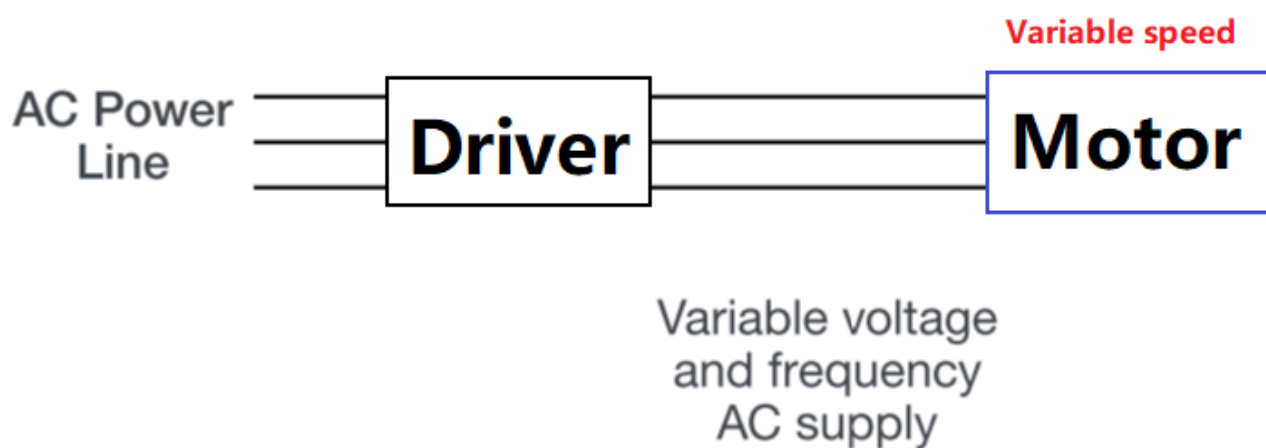 Variable speed
AC Power
Line
Driver
Motor
Variable voltage
and frequency
AC supply